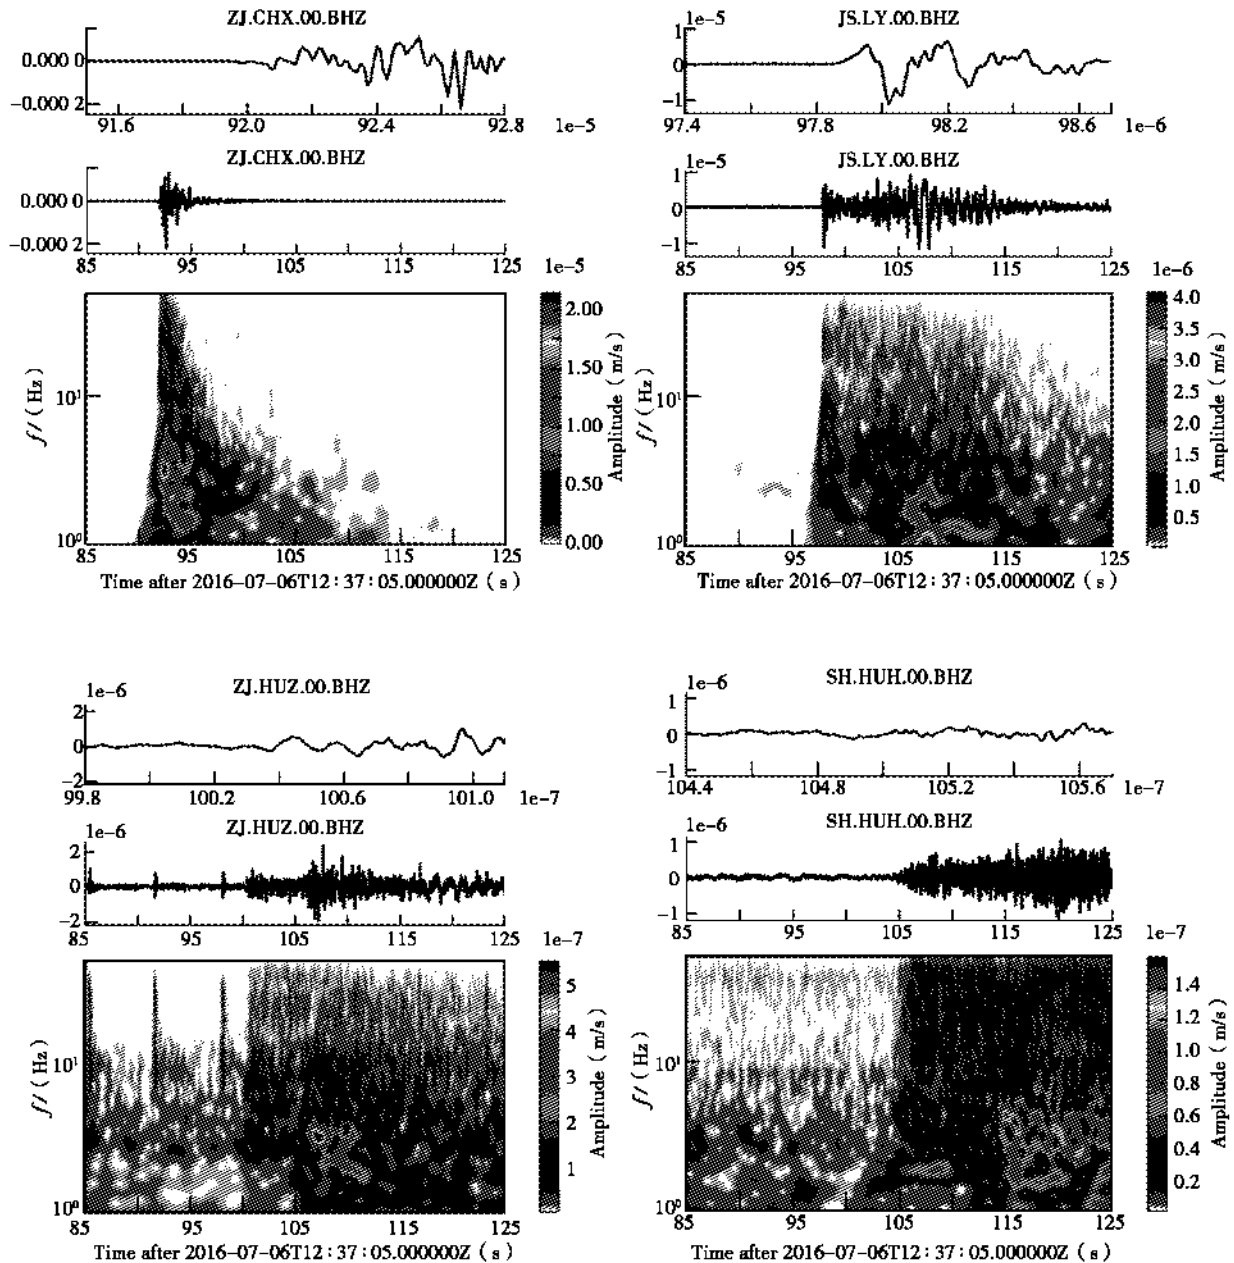 ZJ.CHX.00.BHZ
0.000 0
−0.000 2
91.6 92.0 92.4 92.8 1e−5
ZJ.CHX.00.BHZ
0.000 0
−0.000 2
85 95 105 115 125
1e−5
2.00
1.50
1.00
0.50
0.00
Amplitude（m/s）
f/（Hz）
10¹
10⁰
85 95 105 115 125
Time after 2016−07−06T12：37：05.000000Z（s）
1e−5 JS.LY.00.BHZ
1
0
−1
97.4 97.8 98.2 98.6 1e−6
1e−5 JS.LY.00.BHZ
1
0
−1
85 95 105 115 125
1e−6
4.0
3.5
3.0
2.5
2.0
1.5
1.0
0.5
Amplitude（m/s）
f/（Hz）
10¹
10⁰
85 95 105 115 125
Time after 2016−07−06T12：37：05.000000Z（s）
1e−6 ZJ.HUZ.00.BHZ
2
0
−2
99.8 100.2 100.6 101.0 1e−7
1e−6 ZJ.HUZ.00.BHZ
2
0
−2
85 95 105 115 125
1e−7
5
4
3
2
1
Amplitude（m/s）
f/（Hz）
10¹
10⁰
85 95 105 115 125
Time after 2016−07−06T12：37：05.000000Z（s）
1e−6 SH.HUH.00.BHZ
1
0
−1
104.4 104.8 105.2 105.6 1e−7
1e−6 SH.HUH.00.BHZ
1
0
−1
85 95 105 115 125
1e−7
1.4
1.2
1.0
0.8
0.6
0.4
0.2
Amplitude（m/s）
f/（Hz）
10¹
10⁰
85 95 105 115 125
Time after 2016−07−06T12：37：05.000000Z（s）